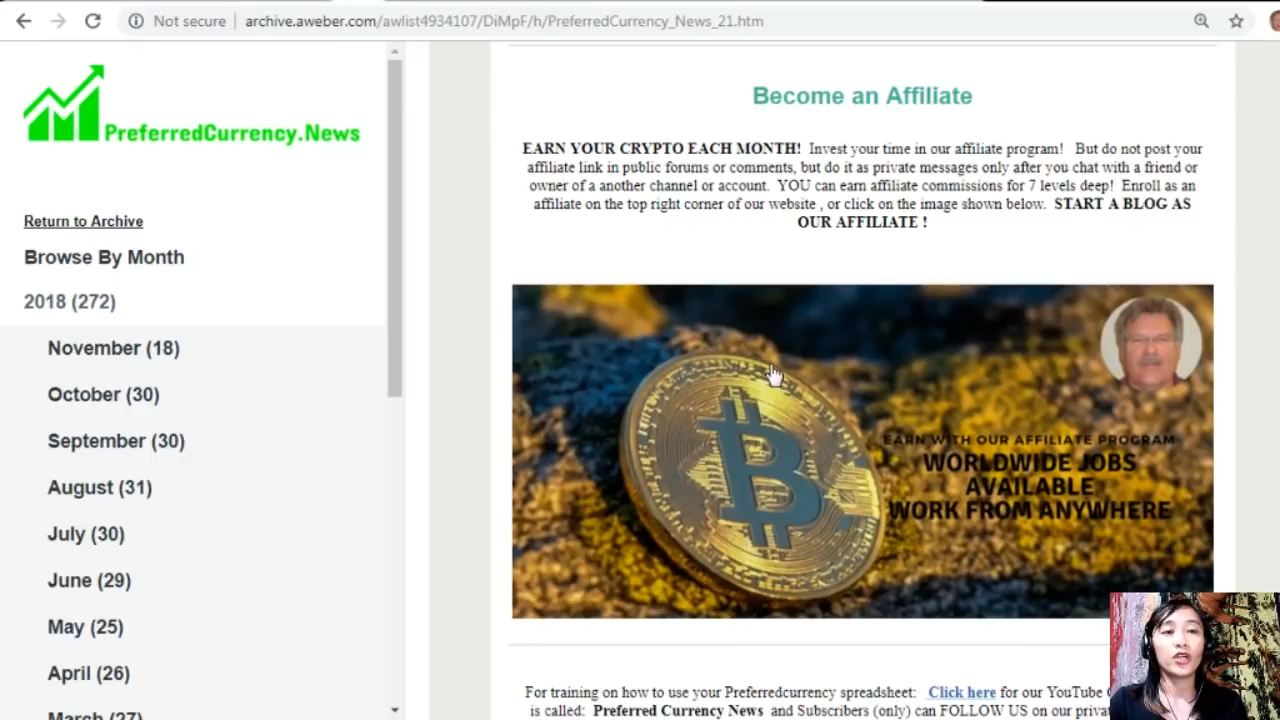 Not secure
archive.aweber.com/awlist4934107/DiMpF/h/PreferredCurrency_News_21.htm
PreferredCurrency.News
Return to Archive
Browse By Month
2018 (272)
November (18)
October (30)
September (30)
August (31)
July (30)
June (29)
May (25)
April (26)
March (27)
Become an Affiliate
EARN YOUR CRYPTO EACH MONTH! Invest your time in our affiliate program! But do not post your
affiliate link in public forums or comments, but do it as private messages only after you chat with a friend or
owner of a another channel or account. YOU can earn affiliate commissions for 7 levels deep! Enroll as an
affiliate on the top right corner of our website , or click on the image shown below. START A BLOG AS
OUR AFFILIATE !
EARN WITH OUR AFFILIATE PROGRAM
WORLDWIDE JOBS
AVAILABLE
WORK FROM ANYWHERE
For training on how to use your Preferredcurrency spreadsheet: Click here for our YouTube
is called: Preferred Currency News and Subscribers (only) can FOLLOW US on our